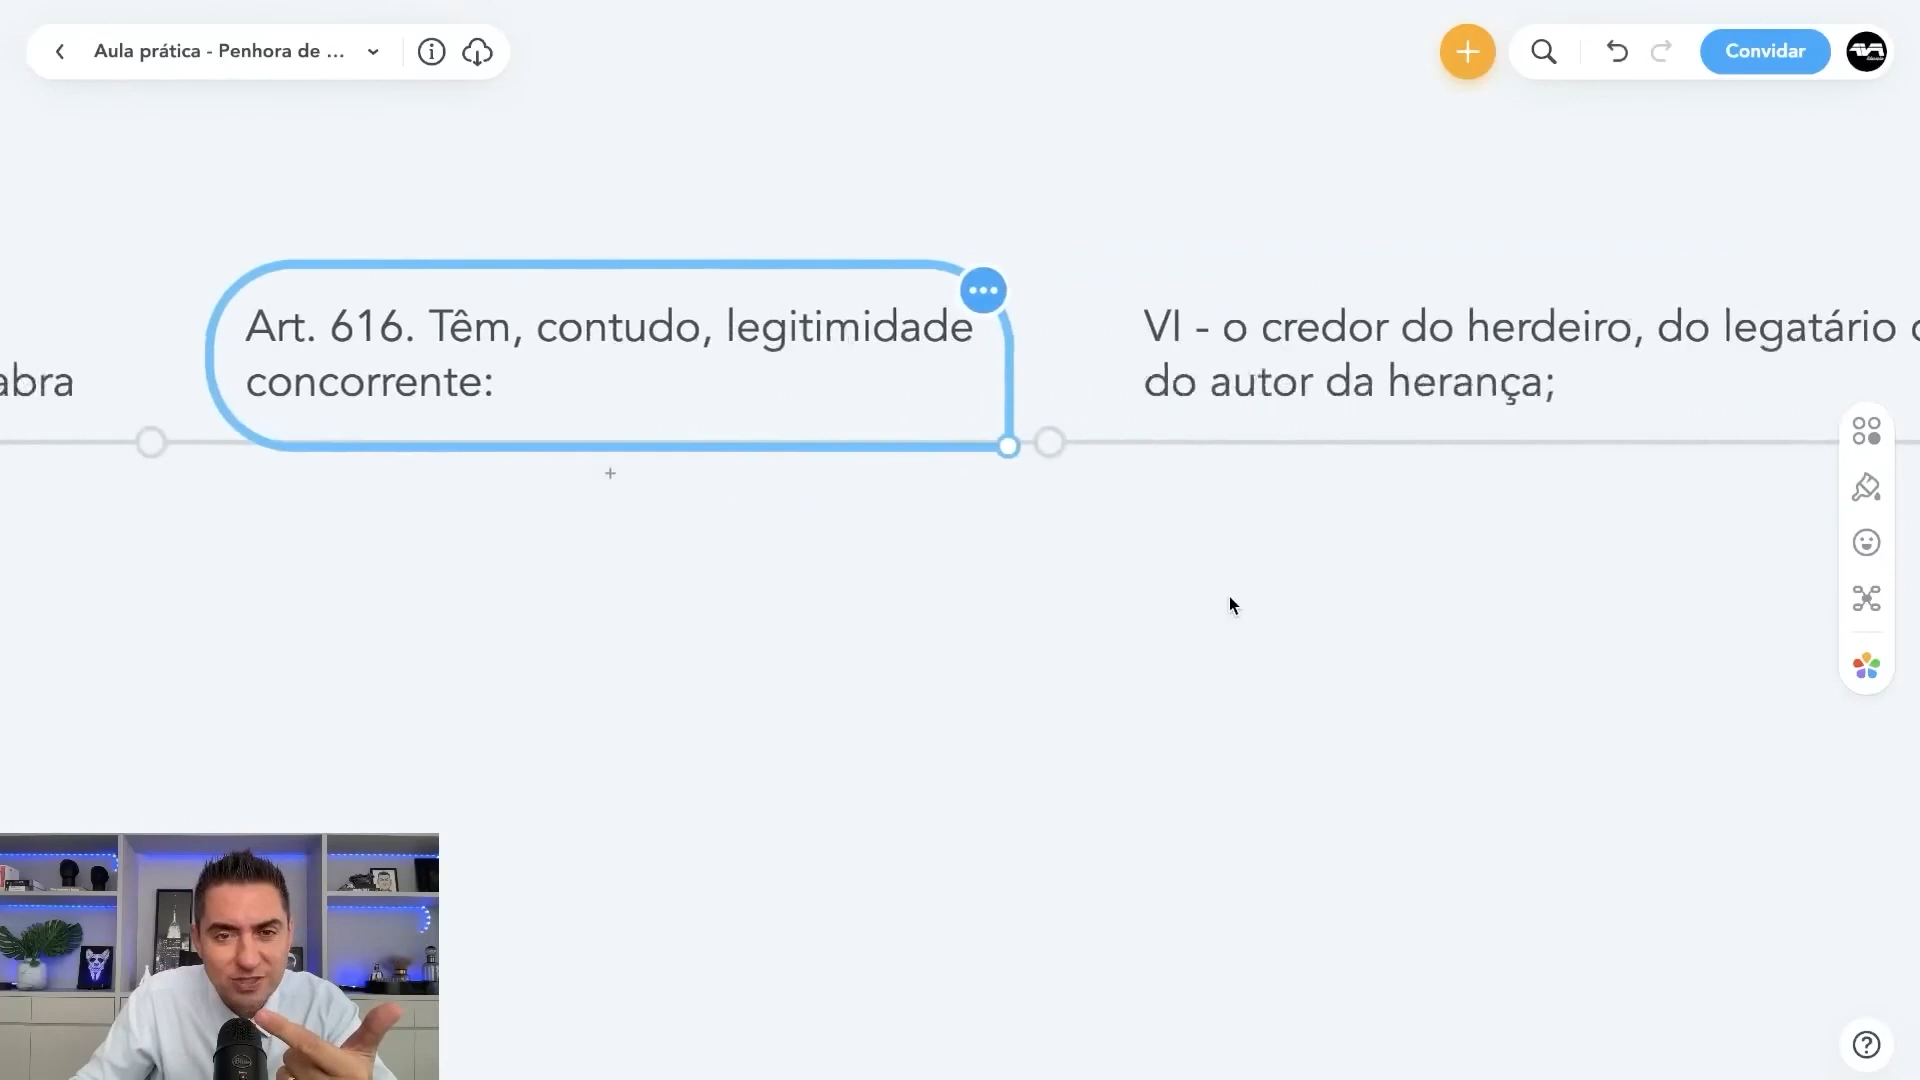 Aula prática - Penhora de ...
Convidar
Art. 616. Têm, contudo, legitimidade
concorrente:
abra
VI - o credor do herdeiro, do legatário
do autor da herança;